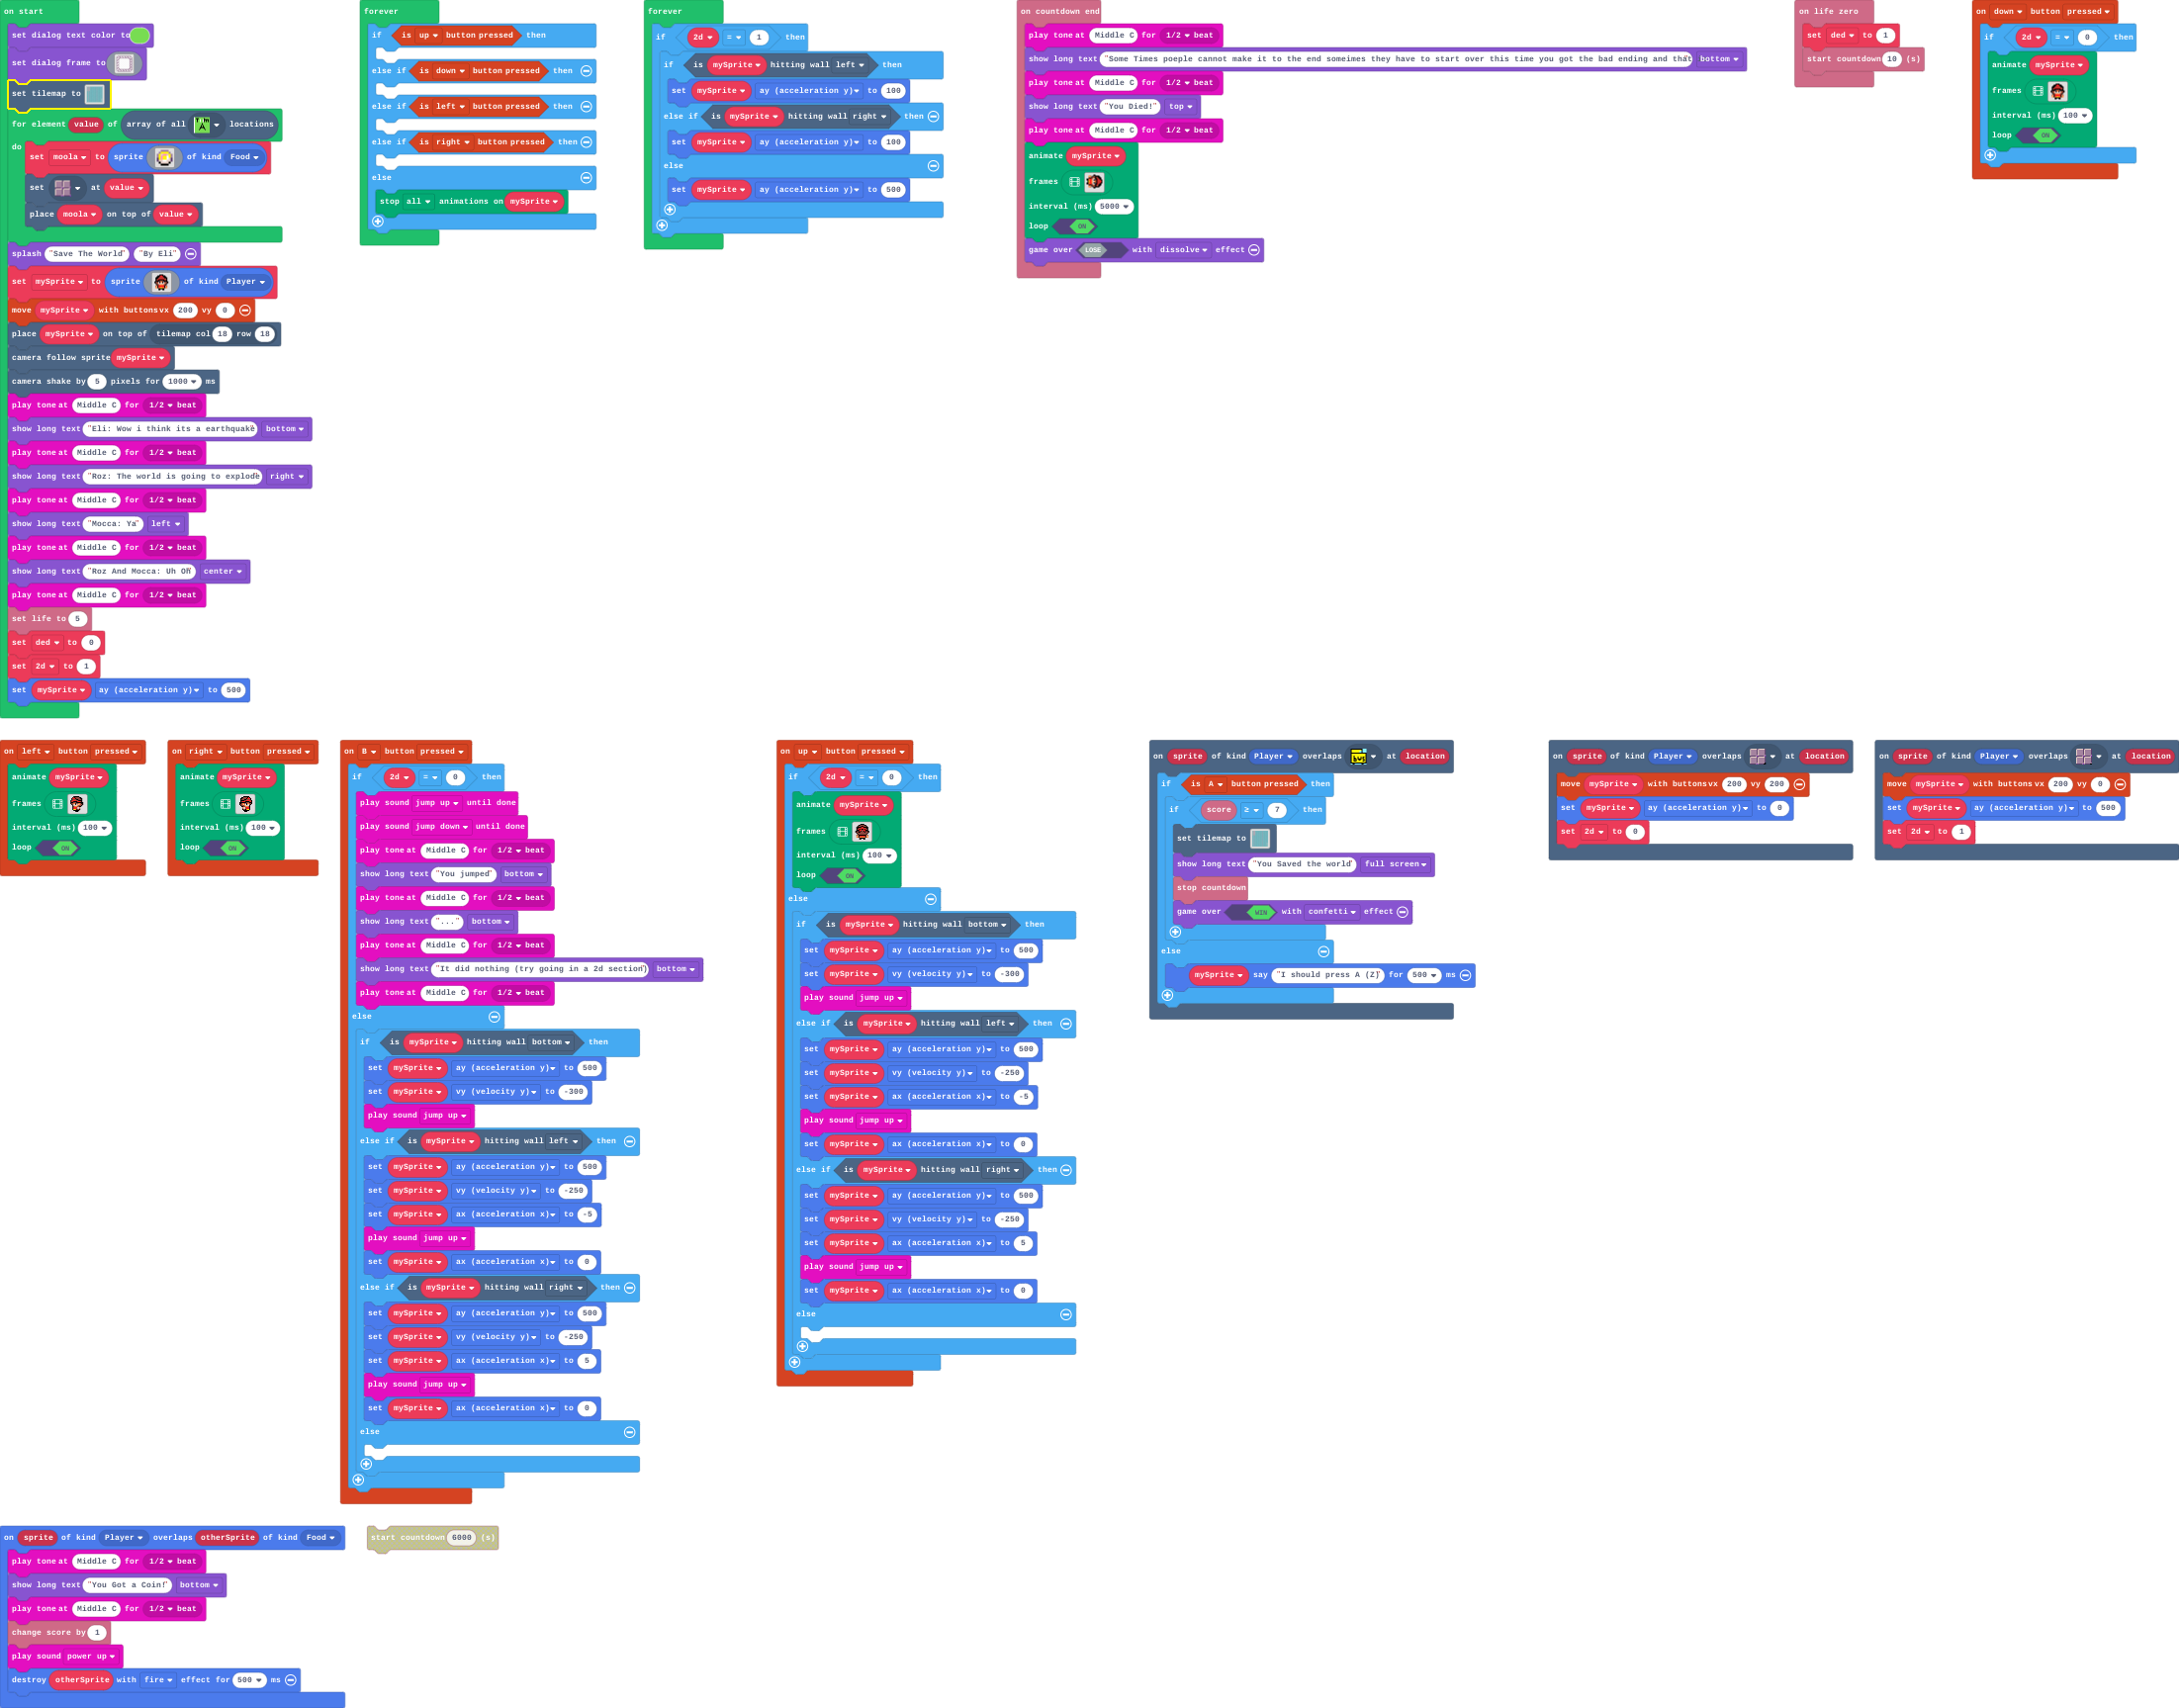 on start
set dialog text color to
set dialog frame to
set tilemap to
for element value of array of all locations
do
set moola to sprite of kind Food
set at value
place moola on top of value
splash "Save The World" "By Eli"
set mySprite to sprite of kind Player
move mySprite with buttons vx 200 vy 0
place mySprite on top of tilemap col 18 row 18
camera follow sprite mySprite
camera shake by 5 pixels for 1000 ms
play tone at Middle C for 1/2 beat
show long text "Eli: Wow i think its a earthquake" bottom
play tone at Middle C for 1/2 beat
show long text "Roz: The world is going to explode" right
play tone at Middle C for 1/2 beat
show long text "Mocca: Ya" left
play tone at Middle C for 1/2 beat
show long text "Roz And Mocca: Uh Oh" center
play tone at Middle C for 1/2 beat
set life to 5
set ded to 0
set 2d to 1
set mySprite ay (acceleration y) to 500
forever
if is up button pressed then
else if is down button pressed then
else if is left button pressed then
else if is right button pressed then
else
stop all animations on mySprite
forever
if 2d = 1 then
if is mySprite hitting wall left then
set mySprite ay (acceleration y) to 100
else if is mySprite hitting wall right then
set mySprite ay (acceleration y) to 100
else
set mySprite ay (acceleration y) to 500
on countdown end
play tone at Middle C for 1/2 beat
show long text "Some Times poeple cannot make it to the end someimes they have to start over this time you got the bad ending and that" bottom
play tone at Middle C for 1/2 beat
show long text "You Died!" top
play tone at Middle C for 1/2 beat
animate mySprite
frames
interval (ms) 5000
loop ON
game over LOSE with dissolve effect
on life zero
set ded to 1
start countdown 10 (s)
on down button pressed
if 2d = 0 then
animate mySprite
frames
interval (ms) 100
loop ON
on left button pressed
animate mySprite
frames
interval (ms) 100
loop ON
on right button pressed
animate mySprite
frames
interval (ms) 100
loop ON
on B button pressed
if 2d = 0 then
play sound jump up until done
play sound jump down until done
play tone at Middle C for 1/2 beat
show long text "You jumped" bottom
play tone at Middle C for 1/2 beat
show long text "..." bottom
play tone at Middle C for 1/2 beat
show long text "It did nothing (try going in a 2d section)" bottom
play tone at Middle C for 1/2 beat
else
if is mySprite hitting wall bottom then
set mySprite ay (acceleration y) to 500
set mySprite vy (velocity y) to -300
play sound jump up
else if is mySprite hitting wall left then
set mySprite ay (acceleration y) to 500
set mySprite vy (velocity y) to -250
set mySprite ax (acceleration x) to -5
play sound jump up
set mySprite ax (acceleration x) to 0
else if is mySprite hitting wall right then
set mySprite ay (acceleration y) to 500
set mySprite vy (velocity y) to -250
set mySprite ax (acceleration x) to 5
play sound jump up
set mySprite ax (acceleration x) to 0
else
on up button pressed
if 2d = 0 then
animate mySprite
frames
interval (ms) 100
loop ON
else
if is mySprite hitting wall bottom then
set mySprite ay (acceleration y) to 500
set mySprite vy (velocity y) to -300
play sound jump up
else if is mySprite hitting wall left then
set mySprite ay (acceleration y) to 500
set mySprite vy (velocity y) to -250
set mySprite ax (acceleration x) to -5
play sound jump up
set mySprite ax (acceleration x) to 0
else if is mySprite hitting wall right then
set mySprite ay (acceleration y) to 500
set mySprite vy (velocity y) to -250
set mySprite ax (acceleration x) to 5
play sound jump up
set mySprite ax (acceleration x) to 0
else
on sprite of kind Player overlaps at location
if is A button pressed then
if score ≥ 7 then
set tilemap to
show long text "You Saved the world" full screen
stop countdown
game over WIN with confetti effect
else
mySprite say "I should press A (Z)" for 500 ms
on sprite of kind Player overlaps at location
move mySprite with buttons vx 200 vy 200
set mySprite ay (acceleration y) to 0
set 2d to 0
on sprite of kind Player overlaps at location
move mySprite with buttons vx 200 vy 0
set mySprite ay (acceleration y) to 500
set 2d to 1
on sprite of kind Player overlaps otherSprite of kind Food
play tone at Middle C for 1/2 beat
show long text "You Got a Coin!" bottom
play tone at Middle C for 1/2 beat
change score by 1
play sound power up
destroy otherSprite with fire effect for 500 ms
start countdown 6000 (s)